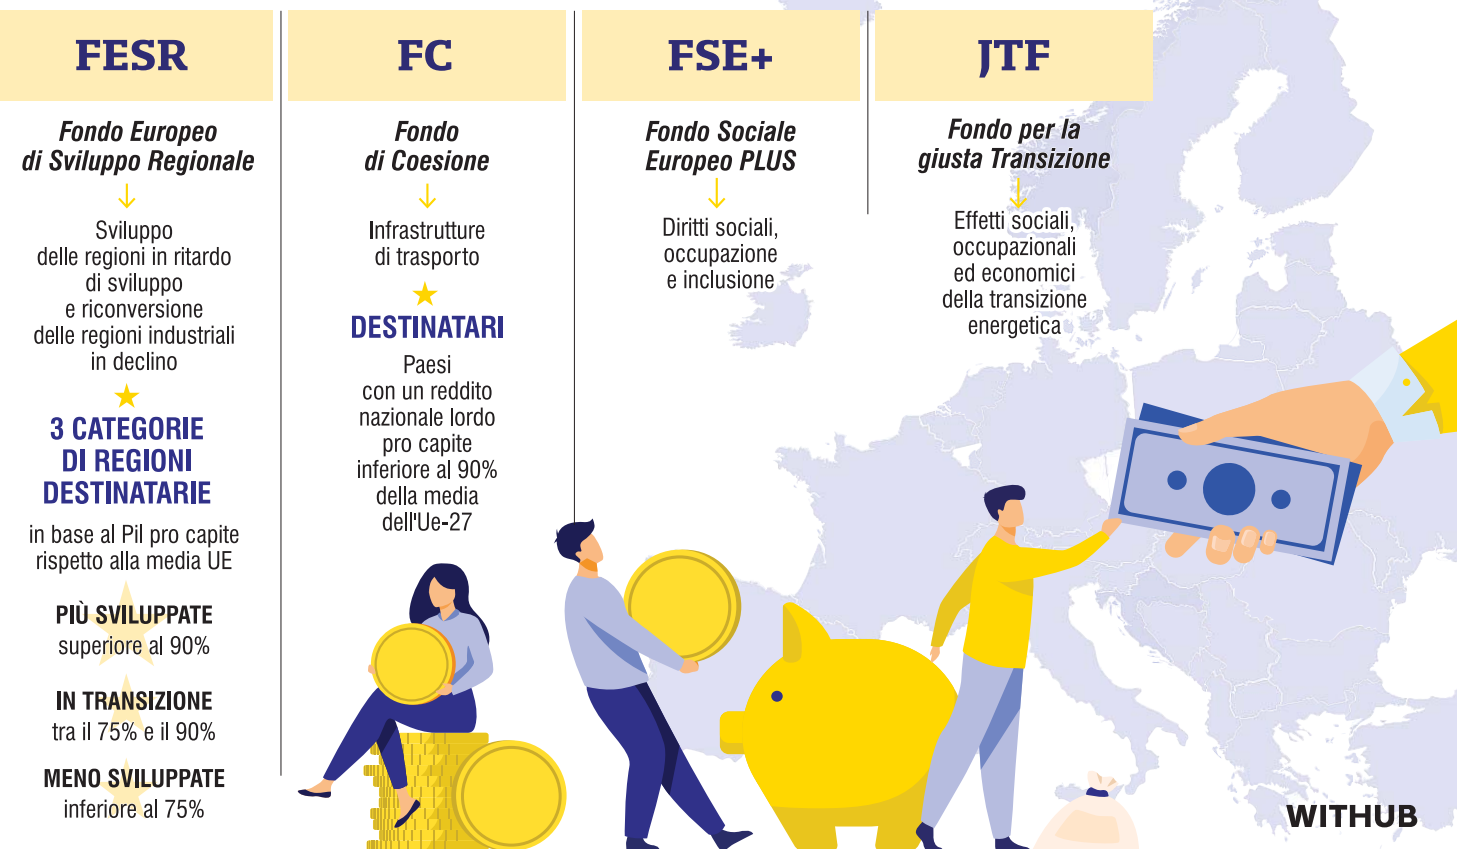 FESR
Fondo Europeo
di Sviluppo Regionale
Sviluppo
delle regioni in ritardo
di sviluppo
e riconversione
delle regioni industriali
in declino
3 CATEGORIE
DI REGIONI
DESTINATARIE
in base al Pil pro capite
rispetto alla media UE
PIÙ SVILUPPATE
superiore al 90%
IN TRANSIZIONE
tra il 75% e il 90%
MENO SVILUPPATE
inferiore al 75%
FC
Fondo
di Coesione
Infrastrutture
di trasporto
DESTINATARI
Paesi
con un reddito
nazionale lordo
pro capite
inferiore al 90%
della media
dell'Ue-27
FSE+
Fondo Sociale
Europeo PLUS
Diritti sociali,
occupazione
e inclusione
JTF
Fondo per la
giusta Transizione
Effetti sociali,
occupazionali
ed economici
della transizione
energetica
WITHUB